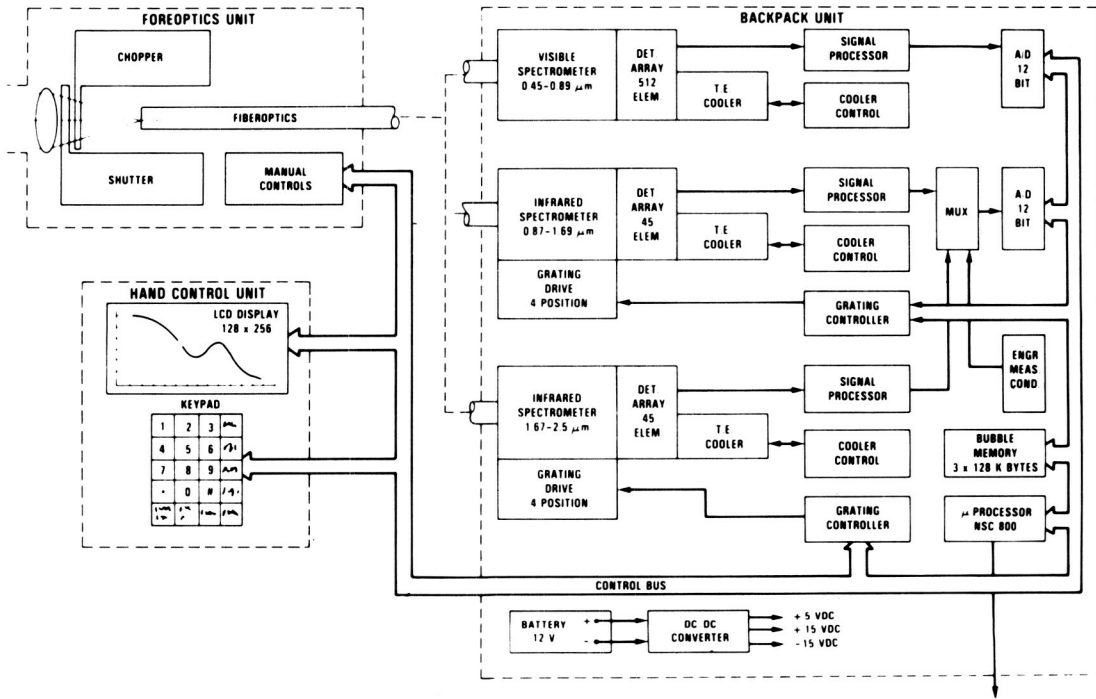 FOREOPTICS UNIT
CHOPPER
FIBEROPTICS
SHUTTER
MANUAL
CONTROLS
HAND CONTROL UNIT
LCD DISPLAY
128 x 256
KEYPAD
1 2 3
4 5 6
7 8 9
. 0 #
BACKPACK UNIT
VISIBLE
SPECTROMETER
0.45-0.89 µm
DET
ARRAY
512
ELEM
T.E
COOLER
SIGNAL
PROCESSOR
COOLER
CONTROL
A/D
12
BIT
INFRARED
SPECTROMETER
0.87-1.69 µm
DET
ARRAY
45
ELEM
T.E
COOLER
GRATING
DRIVE
4 POSITION
SIGNAL
PROCESSOR
COOLER
CONTROL
GRATING
CONTROLLER
MUX
A/D
12
BIT
ENGR
MEAS
COND.
INFRARED
SPECTROMETER
1.67-2.5 µm
DET
ARRAY
45
ELEM
T.E
COOLER
GRATING
DRIVE
4 POSITION
SIGNAL
PROCESSOR
COOLER
CONTROL
GRATING
CONTROLLER
BUBBLE
MEMORY
3 x 128 K BYTES
µ PROCESSOR
NSC 800
CONTROL BUS
BATTERY
12 V
+
-
DC DC
CONVERTER
+ 5 VDC
+ 15 VDC
- 15 VDC